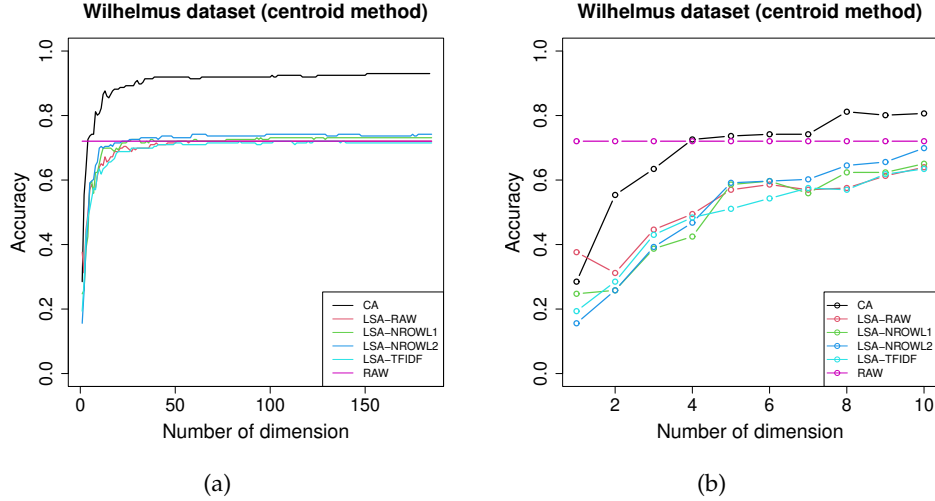 Wilhelmus dataset (centroid method)
Accuracy
1.0
0.8
0.6
0.4
0.2
0.0
CA
LSA−RAW
LSA−NROWL1
LSA−NROWL2
LSA−TFIDF
RAW
0 50 100 150
Number of dimension
(a)
Wilhelmus dataset (centroid method)
Accuracy
1.0
0.8
0.6
0.4
0.2
0.0
CA
LSA−RAW
LSA−NROWL1
LSA−NROWL2
LSA−TFIDF
RAW
2 4 6 8 10
Number of dimension
(b)